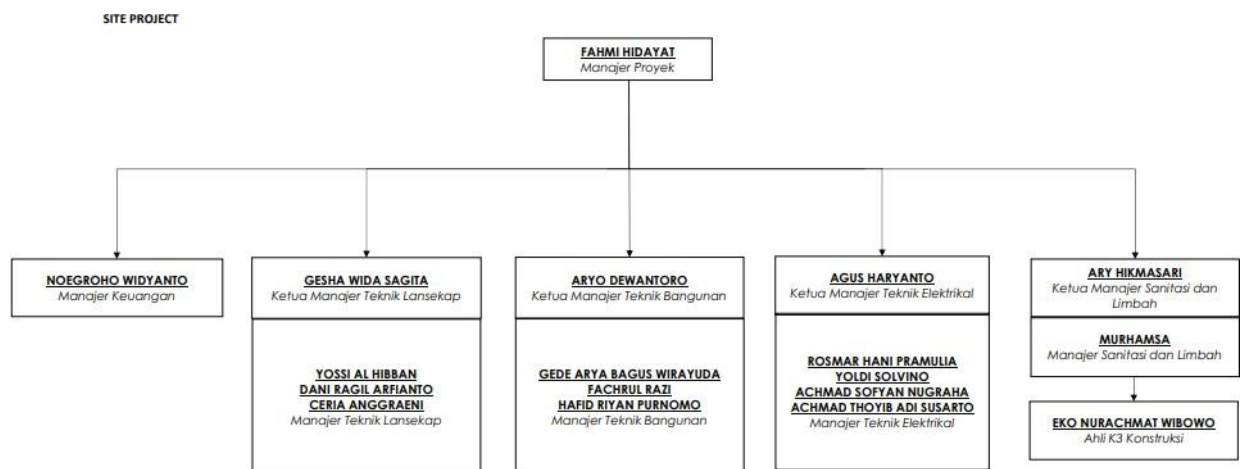 SITE PROJECT
FAHMI HIDAYAT
Manajer Proyek
NOEGROHO WIDYANTO
Manajer Keuangan
GESHA WIDA SAGITA
Ketua Manajer Teknik Lansekap
YOSSI AL HIBBAN
DANI RAGIL ARFIANTO
CERIA ANGGRAENI
Manajer Teknik Lansekap
ARYO DEWANTORO
Ketua Manajer Teknik Bangunan
GEDE ARYA BAGUS WIRAYUDA
FACHRUL RAZI
HAFID RIYAN PURNOMO
Manajer Teknik Bangunan
AGUS HARYANTO
Ketua Manajer Teknik Elektrikal
ROSMAR HANI PRAMULIA
YOLDI SOLVINO
ACHMAD SOFYAN NUGRAHA
ACHMAD THOYIB ADI SUSARTO
Manajer Teknik Elektrikal
ARY HIKMASARI
Ketua Manajer Sanitasi dan
Limbah
MURHAMSA
Manajer Sanitasi dan Limbah
EKO NURACHMAT WIBOWO
Ahli K3 Konstruksi